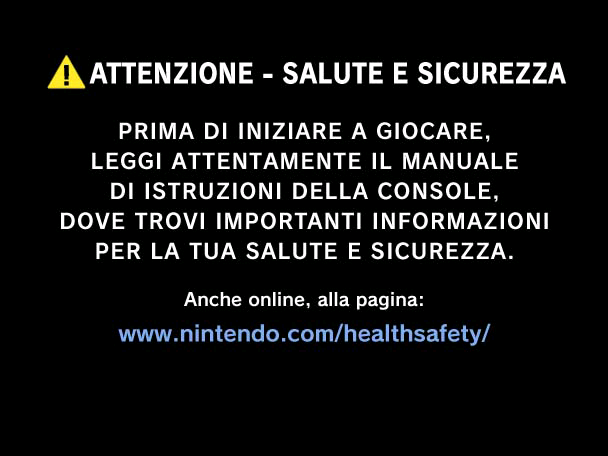 ATTENZIONE - SALUTE E SICUREZZA
PRIMA DI INIZIARE A GIOCARE,
LEGGI ATTENTAMENTE IL MANUALE
DI ISTRUZIONI DELLA CONSOLE,
DOVE TROVI IMPORTANTI INFORMAZIONI
PER LA TUA SALUTE E SICUREZZA.
Anche online, alla pagina:
www.nintendo.com/healthsafety/